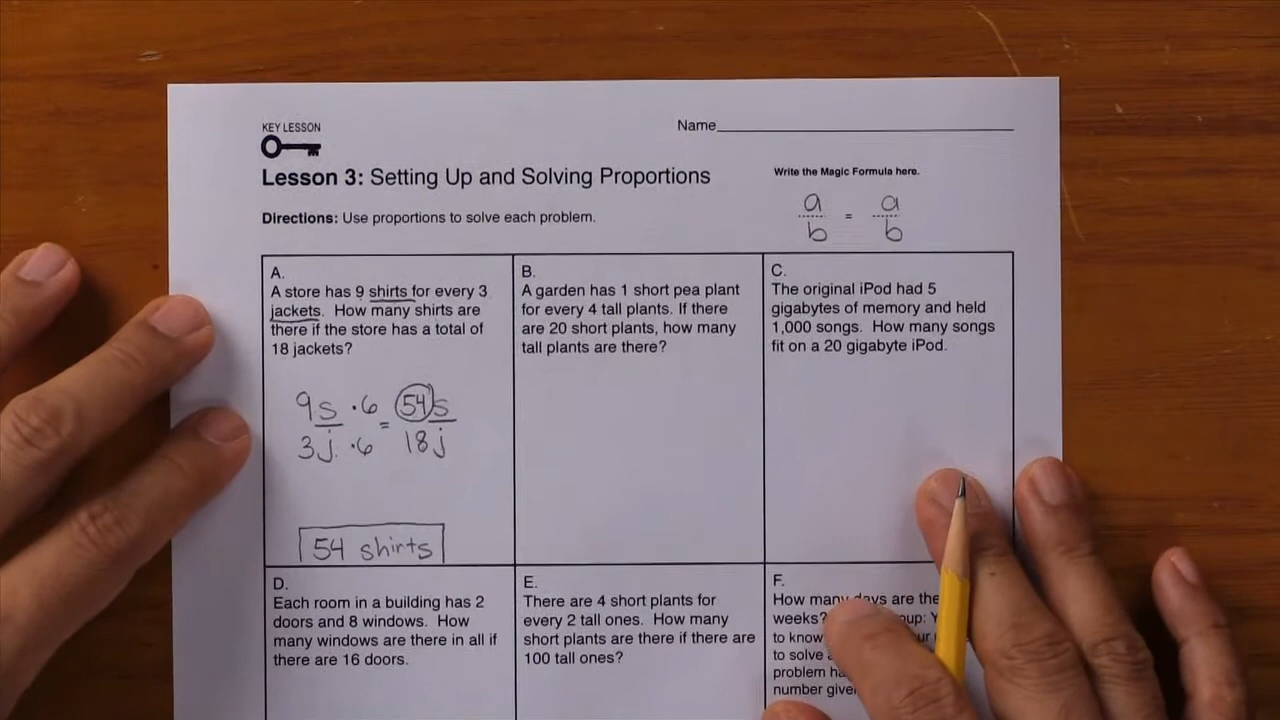 KEY LESSON
Name
Lesson 3: Setting Up and Solving Proportions
Write the Magic Formula here.
a/b = a/b
Directions: Use proportions to solve each problem.
A.
A store has 9 shirts for every 3
jackets. How many shirts are
there if the store has a total of
18 jackets?
9s · 6 = 54 s
3j · 6 18j
54 shirts
B.
A garden has 1 short pea plant
for every 4 tall plants. If there
are 20 short plants, how many
tall plants are there?
C.
The original iPod had 5
gigabytes of memory and held
1,000 songs. How many songs
fit on a 20 gigabyte iPod.
D.
Each room in a building has 2
doors and 8 windows. How
many windows are there in all if
there are 16 doors.
E.
There are 4 short plants for
every 2 tall ones. How many
short plants are there if there are
100 tall ones?
F.
How many days are
weeks?
to know
to solve
problem
number